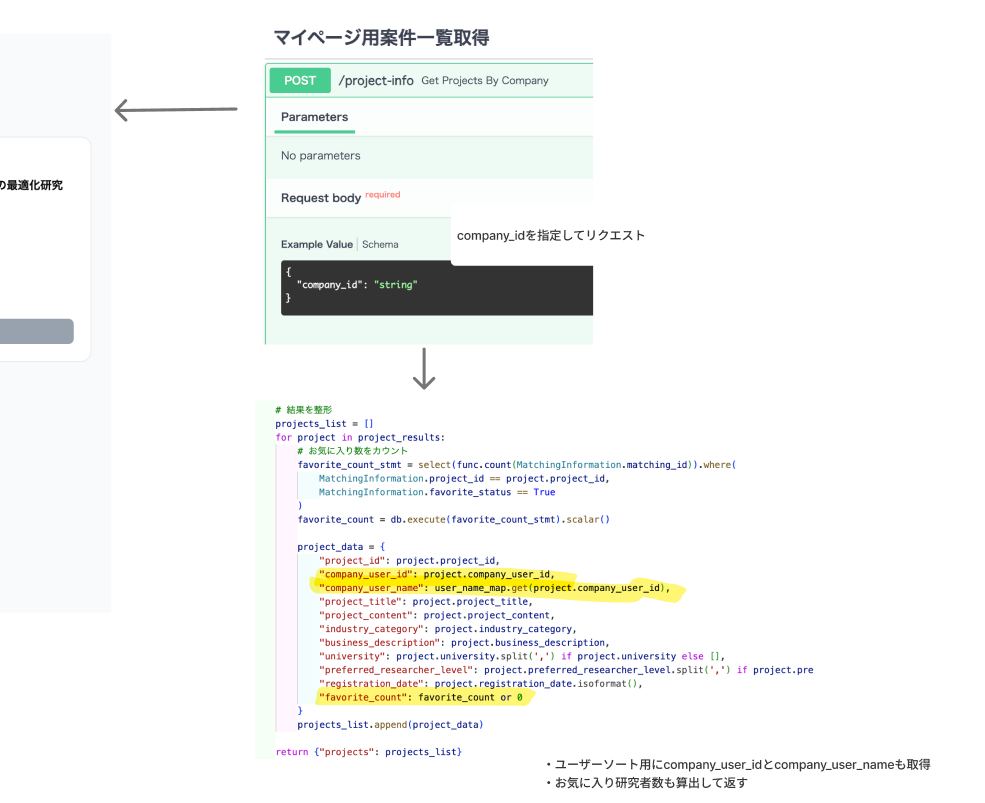 マイページ用案件一覧取得
POST /project-info Get Projects By Company
Parameters
No parameters
の最適化研究
Request body required
company_idを指定してリクエスト
Example Value Schema
{
"company_id": "string"
}
# 結果を整形
projects_list = []
for project in project_results:
# お気に入り数をカウント
favorite_count_stmt = select(func.count(MatchingInformation.matching_id)).where(
MatchingInformation.project_id == project.project_id,
MatchingInformation.favorite_status == True
)
favorite_count = db.execute(favorite_count_stmt).scalar()
project_data = {
"project_id": project.project_id,
"company_user_id": project.company_user_id,
"company_user_name": user_name_map.get(project.company_user_id),
"project_title": project.project_title,
"project_content": project.project_content,
"industry_category": project.industry_category,
"business_description": project.business_description,
"university": project.university.split(',') if project.university else [],
"preferred_researcher_level": project.preferred_researcher_level.split(',') if project.pre
"registration_date": project.registration_date.isoformat(),
"favorite_count": favorite_count or 0
}
projects_list.append(project_data)
return {"projects": projects_list}
・ユーザーソート用にcompany_user_idとcompany_user_nameも取得
・お気に入り研究者数も算出して返す